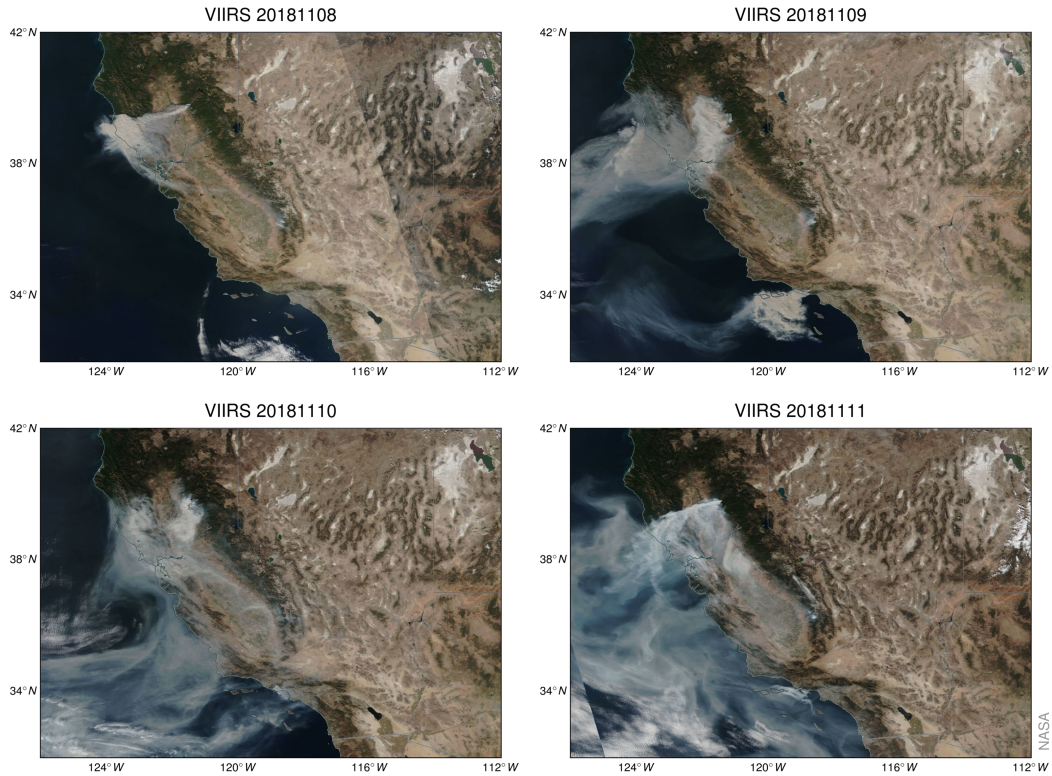 VIIRS 20181108
VIIRS 20181109
42° N
42° N
38° N
38° N
34° N
34° N
124° W 120° W 116° W 112° W
124° W 120° W 116° W 112° W
VIIRS 20181110
VIIRS 20181111
42° N
42° N
38° N
38° N
34° N
34° N
124° W 120° W 116° W 112° W
124° W 120° W 116° W 112° W
NASA